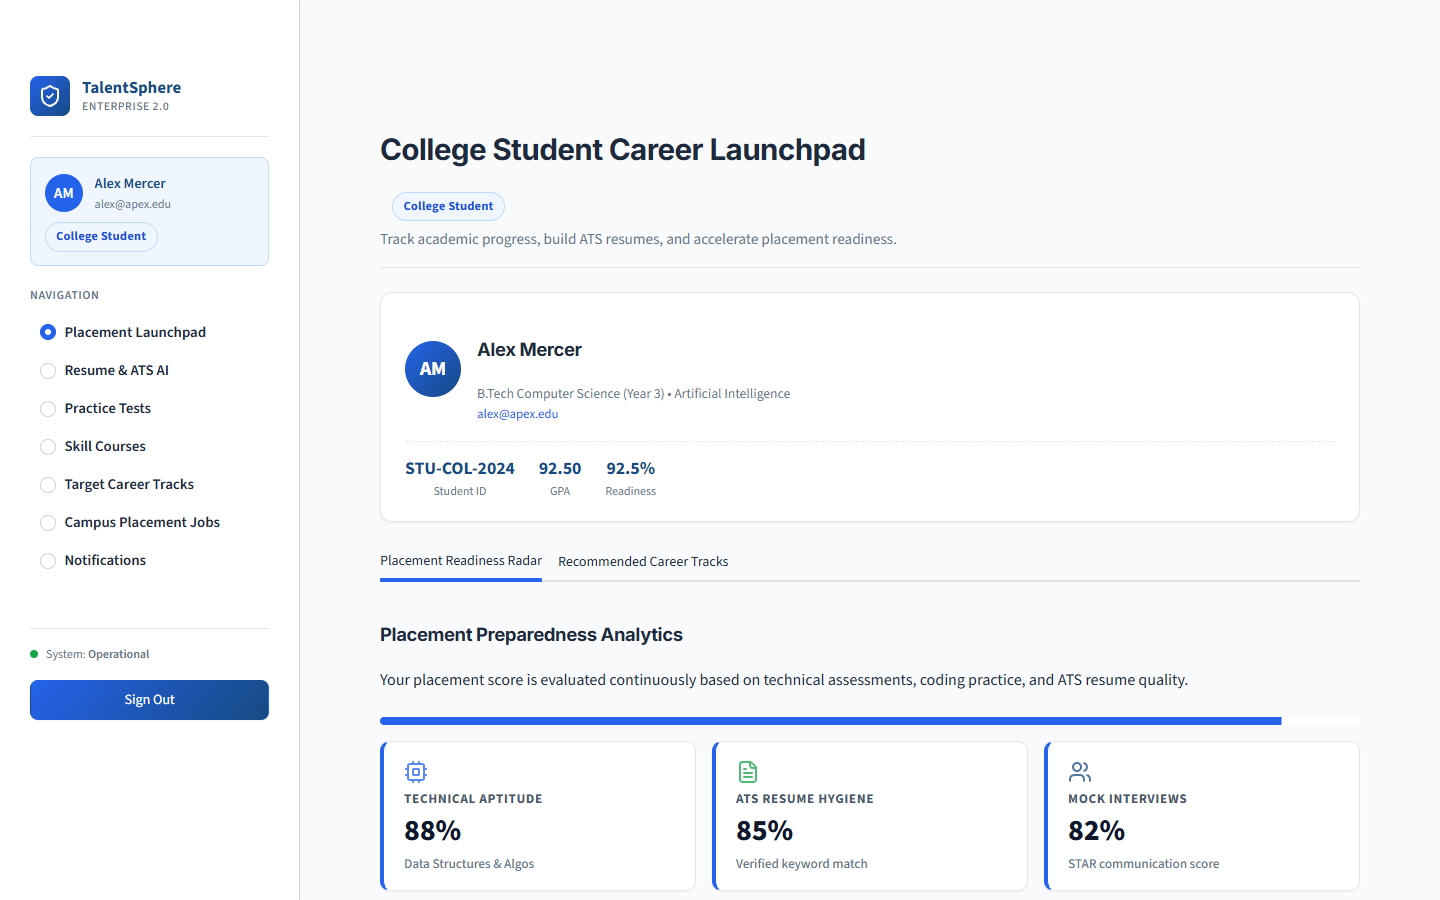 TalentSphere
ENTERPRISE 2.0
AM
Alex Mercer
alex@apex.edu
College Student
NAVIGATION
Placement Launchpad
Resume & ATS AI
Practice Tests
Skill Courses
Target Career Tracks
Campus Placement Jobs
Notifications
System: Operational
Sign Out
College Student Career Launchpad
College Student
Track academic progress, build ATS resumes, and accelerate placement readiness.
AM
Alex Mercer
B.Tech Computer Science (Year 3) • Artificial Intelligence
alex@apex.edu
STU-COL-2024 92.50 92.5%
Student ID GPA Readiness
Placement Readiness Radar Recommended Career Tracks
Placement Preparedness Analytics
Your placement score is evaluated continuously based on technical assessments, coding practice, and ATS resume quality.
TECHNICAL APTITUDE
88%
Data Structures & Algos
ATS RESUME HYGIENE
85%
Verified keyword match
MOCK INTERVIEWS
82%
STAR communication score